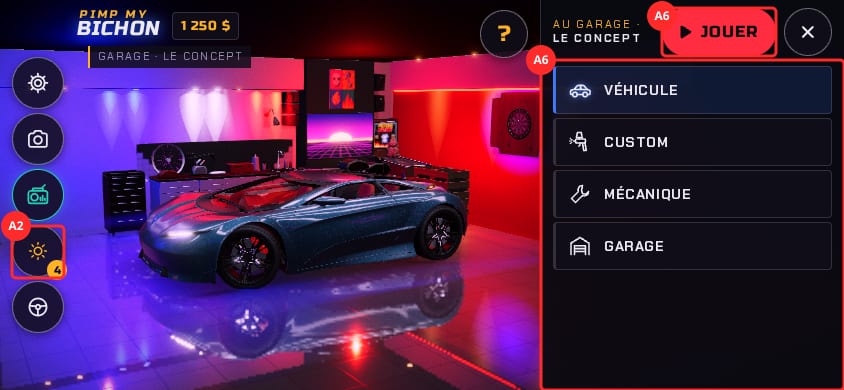 PIMP MY
BICHON
1 250 $
GARAGE · LE CONCEPT
?
A2
4
AU GARAGE ·
LE CONCEPT
A6
JOUER
A6
VÉHICULE
CUSTOM
MÉCANIQUE
GARAGE